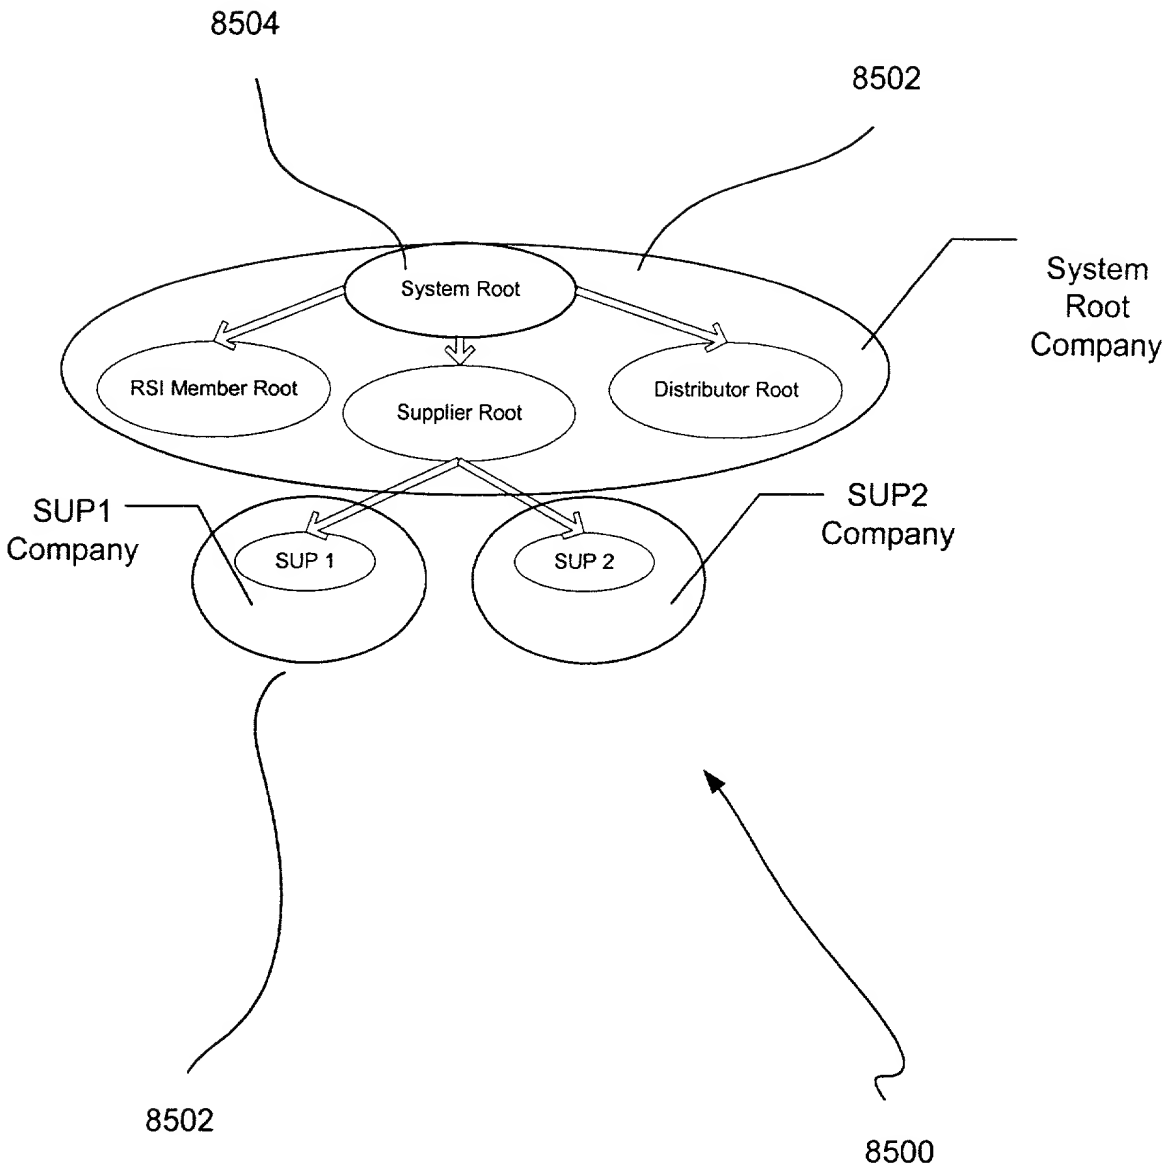 8504
8502
System Root
System
Root
Company
RSI Member Root
Supplier Root
Distributor Root
SUP1
Company
SUP2
Company
SUP 1
SUP 2
8502
8500